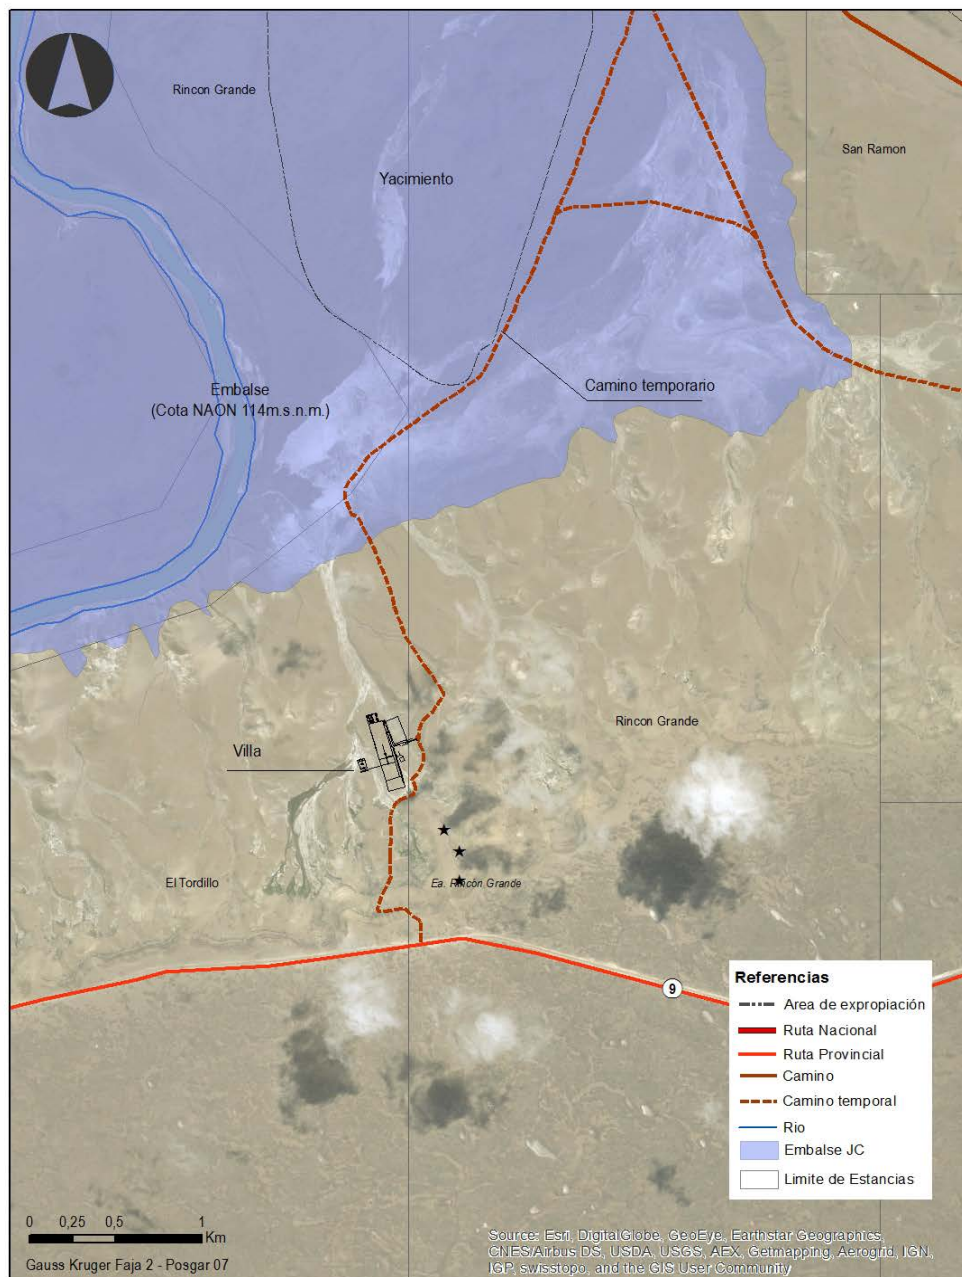 Rincon Grande
San Ramon
Yacimiento
Embalse
(Cota NAON 114m.s.n.m.)
Camino temporario
Rincon Grande
Villa
El Tordillo
Ea. Rincón Grande
9
Referencias
Area de expropiación
Ruta Nacional
Ruta Provincial
Camino
Camino temporal
Rio
Embalse JC
Limite de Estancias
0 0,25 0,5 1
Km
Gauss Kruger Faja 2 - Posgar 07
Source: Esri, DigitalGlobe, GeoEye, Earthstar Geographics,
CNES/Airbus DS, USDA, USGS, AEX, Getmapping, Aerogrid, IGN,
IGP, swisstopo, and the GIS User Community